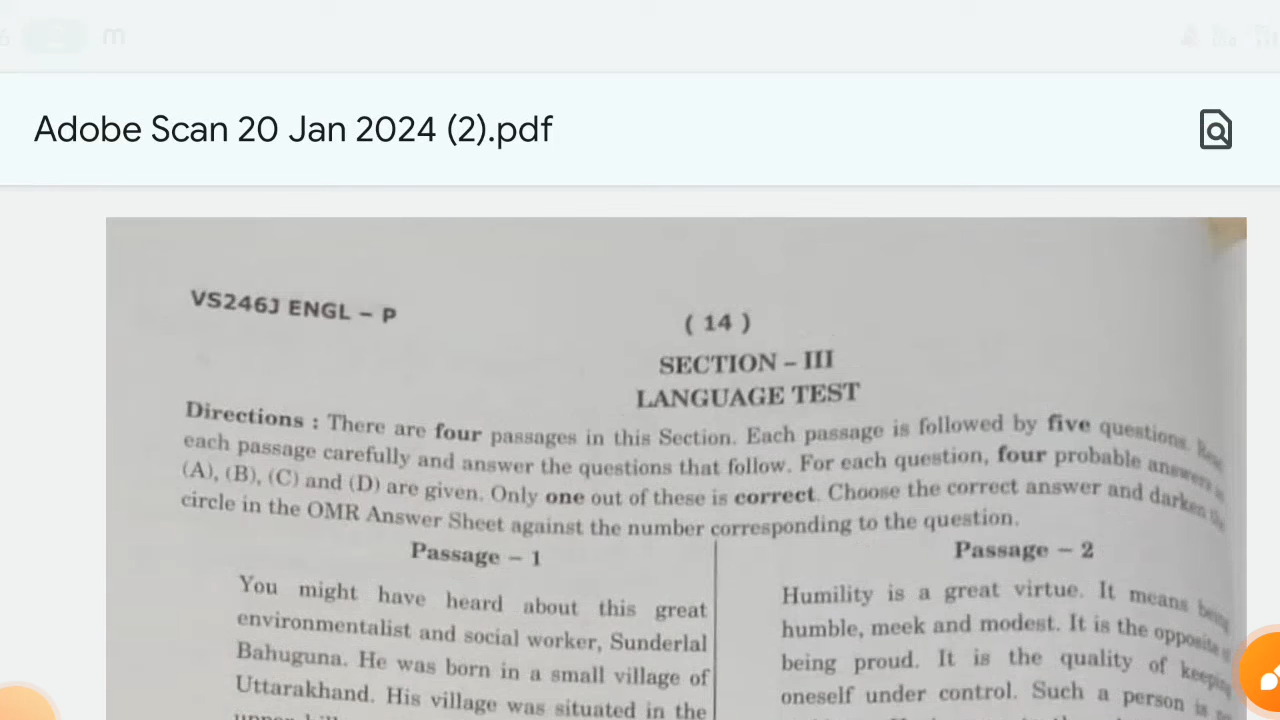 m
Adobe Scan 20 Jan 2024 (2).pdf
VS246J ENGL – P
( 14 )
SECTION – III
LANGUAGE TEST
Directions : There are four passages in this Section. Each passage is followed by five questions. Read
each passage carefully and answer the questions that follow. For each question, four probable answers
(A), (B), (C) and (D) are given. Only one out of these is correct. Choose the correct answer and darken the
circle in the OMR Answer Sheet against the number corresponding to the question.
Passage – 1
You might have heard about this great
environmentalist and social worker, Sunderlal
Bahuguna. He was born in a small village of
Uttarakhand. His village was situated in the
Passage – 2
Humility is a great virtue. It means being
humble, meek and modest. It is the opposite
being proud. It is the quality of keeping
oneself under control. Such a person is